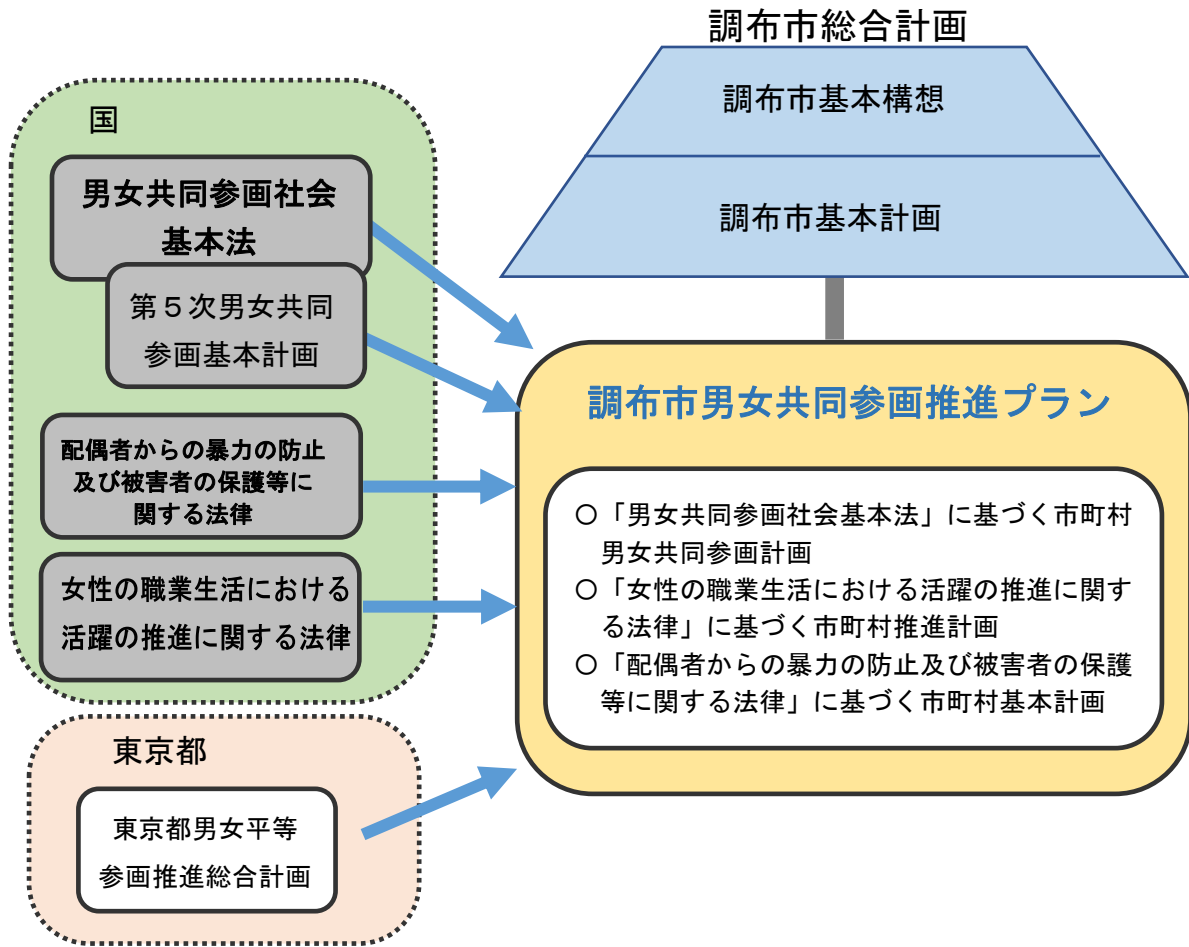 調布市総合計画
調布市基本構想
調布市基本計画
国
男女共同参画社会
基本法
第５次男女共同
参画基本計画
配偶者からの暴力の防止
及び被害者の保護等に
関する法律
女性の職業生活における
活躍の推進に関する法律
東京都
東京都男女平等
参画推進総合計画
調布市男女共同参画推進プラン
○「男女共同参画社会基本法」に基づく市町村
男女共同参画計画
○「女性の職業生活における活躍の推進に関す
る法律」に基づく市町村推進計画
○「配偶者からの暴力の防止及び被害者の保護
等に関する法律」に基づく市町村基本計画